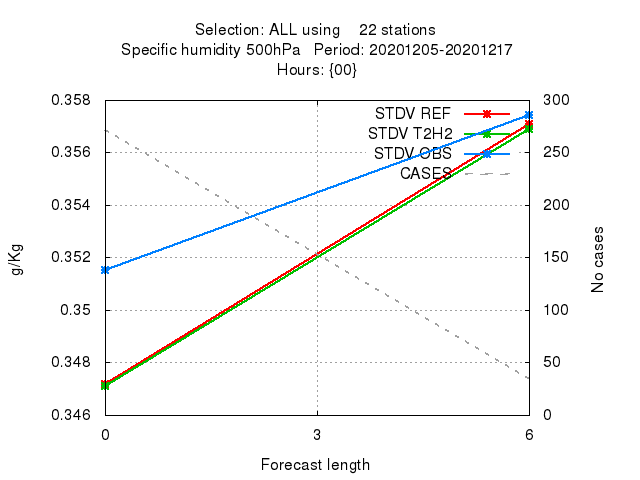 Selection: ALL using    22 stations
Specific humidity 500hPa   Period: 20201205-20201217
Hours: {00}
0.358
0.356
0.354
0.352
0.35
0.348
0.346
g/Kg
STDV REF
STDV T2H2
STDV OBS
CASES
300
250
200
150
100
50
0
No cases
0
3
6
Forecast length